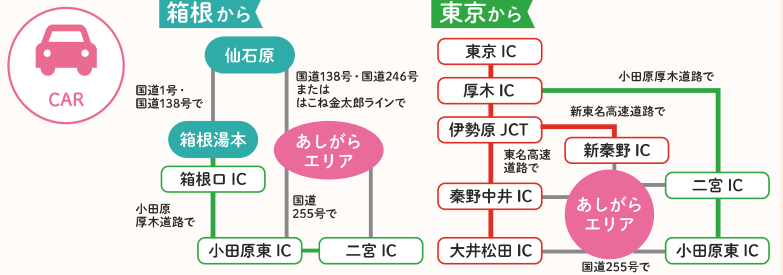 CAR
箱根から
仙石原
国道1号・
国道138号で
国道138号・国道246号
または
はこね金太郎ラインで
箱根湯本
あしがら
エリア
箱根口 IC
小田原
厚木道路で
国道
255号で
小田原東 IC
二宮 IC
東京から
東京 IC
厚木 IC
小田原厚木道路で
新東名高速道路で
伊勢原 JCT
東名高速
道路で
新秦野 IC
秦野中井 IC
二宮 IC
あしがら
エリア
大井松田 IC
小田原東 IC
国道255号で